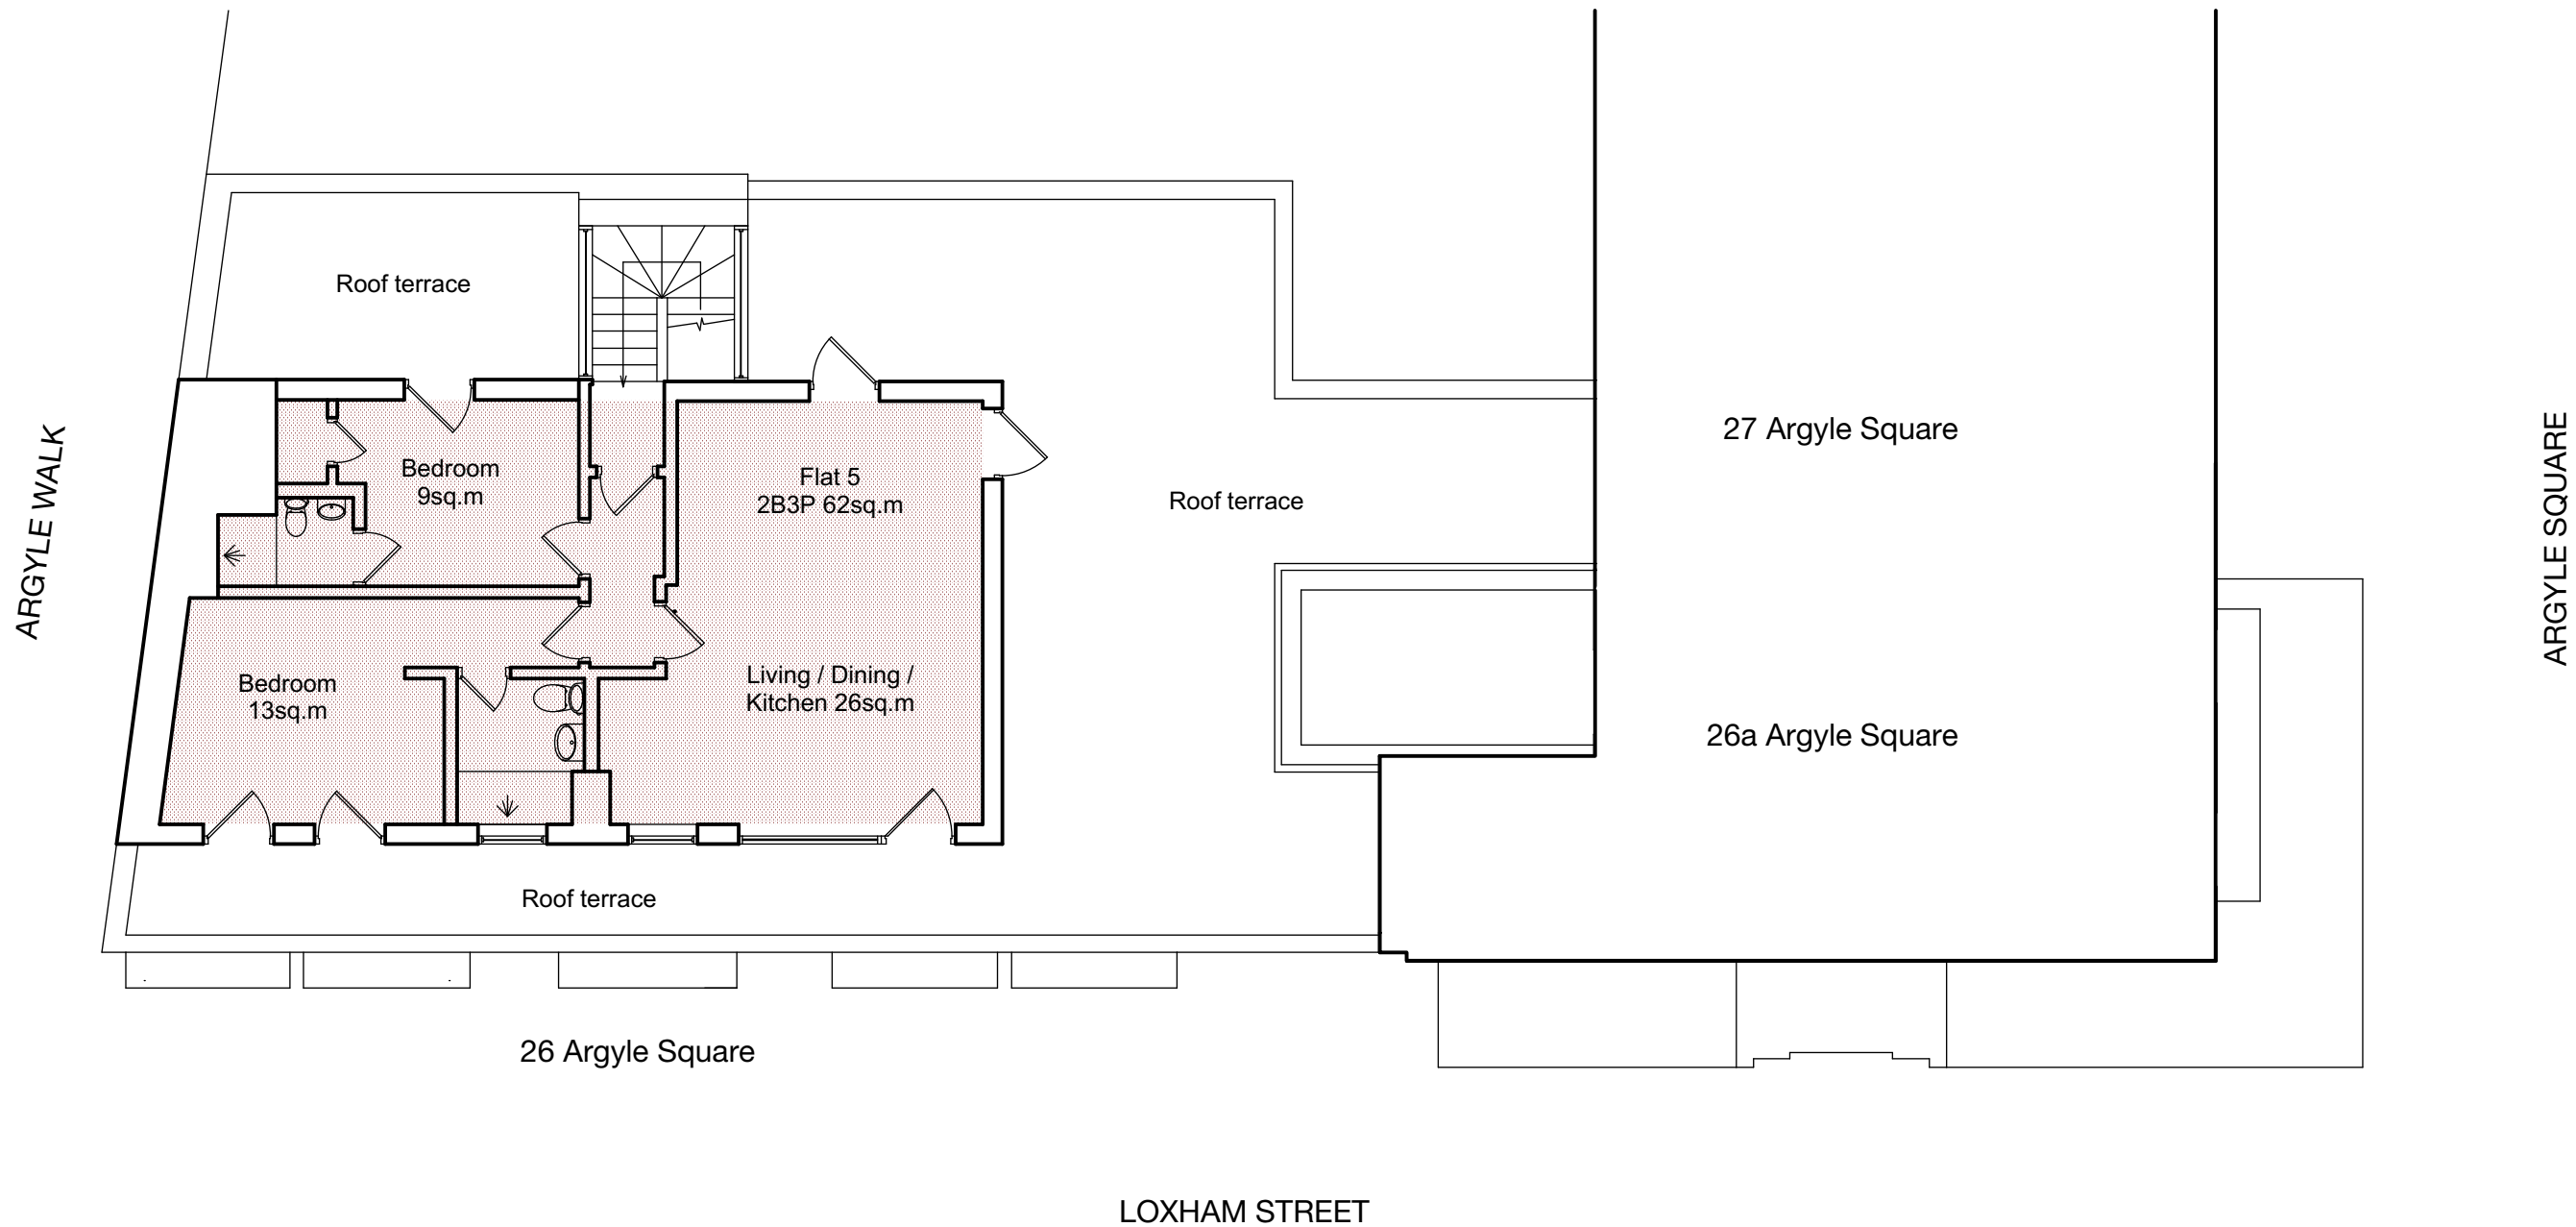 Roof terrace
27 Argyle Square
ARGYLE WALK
ARGYLE SQUARE
Bedroom
9sq.m
Flat 5
2B3P 62sq.m
Roof terrace
Bedroom
13sq.m
Living / Dining /
Kitchen 26sq.m
26a Argyle Square
Roof terrace
26 Argyle Square
LOXHAM STREET